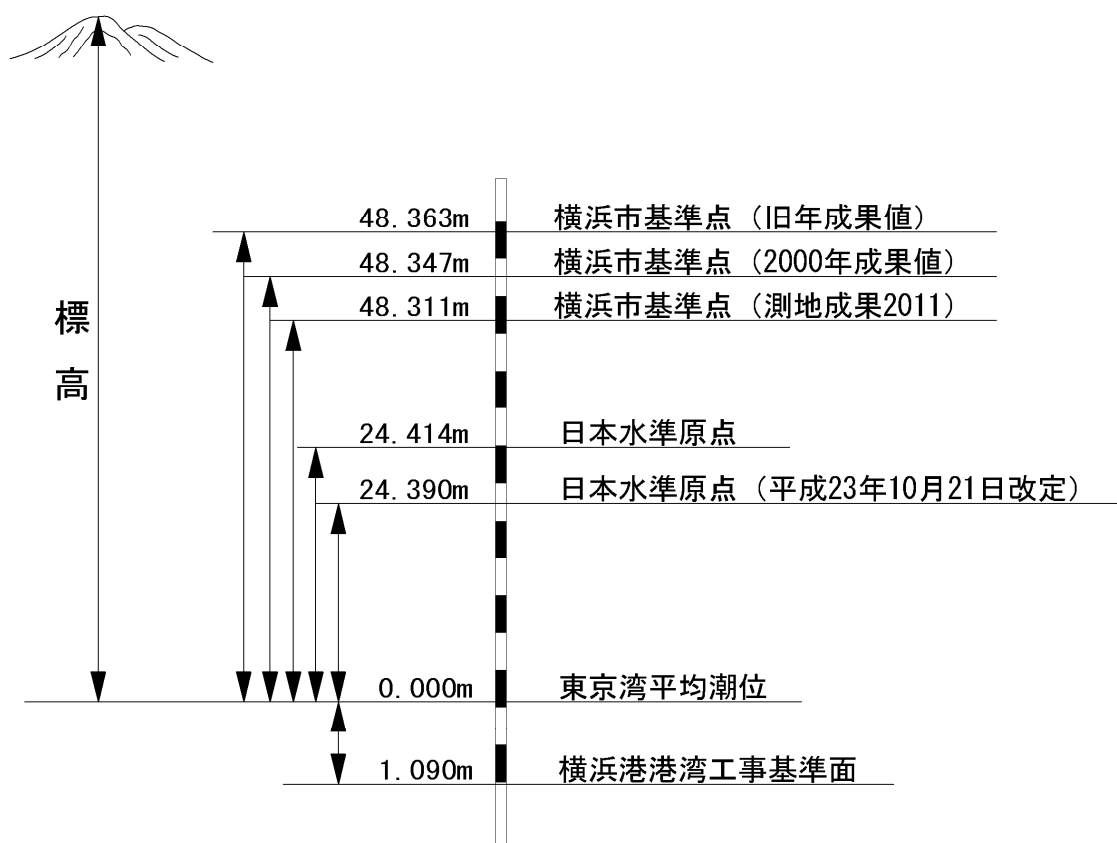 48.363m 横浜市基準点（旧年成果値）
48.347m 横浜市基準点（2000年成果値）
48.311m 横浜市基準点（測地成果2011）
標高
24.414m 日本水準原点
24.390m 日本水準原点（平成23年10月21日改定）
0.000m 東京湾平均潮位
1.090m 横浜港港湾工事基準面